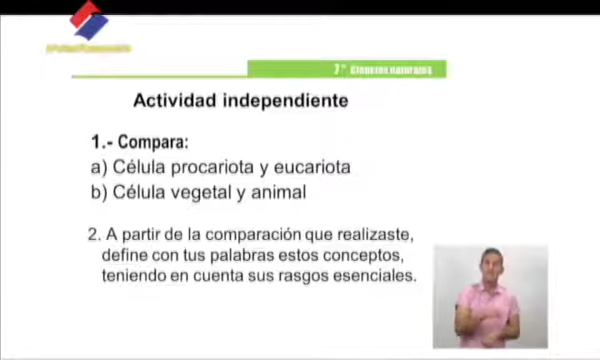 7° Ciencias naturales
Actividad independiente
1.- Compara:
a) Célula procariota y eucariota
b) Célula vegetal y animal
2. A partir de la comparación que realizaste,
define con tus palabras estos conceptos,
teniendo en cuenta sus rasgos esenciales.